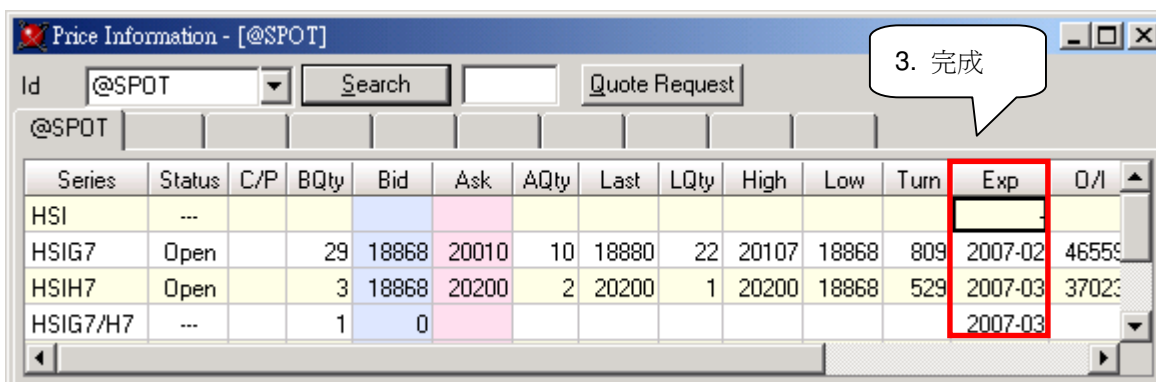 Price Information - [@SPOT]
3. 完成
Id @SPOT Search Quote Request
@SPOT
Series Status C/P BQty Bid Ask AQty Last LQty High Low Turn Exp O/I
HSI --- -
HSIG7 Open 29 18868 20010 10 18880 22 20107 18868 809 2007-02 46559
HSIH7 Open 3 18868 20200 2 20200 1 20200 18868 529 2007-03 37023
HSIG7/H7 --- 1 0 2007-03